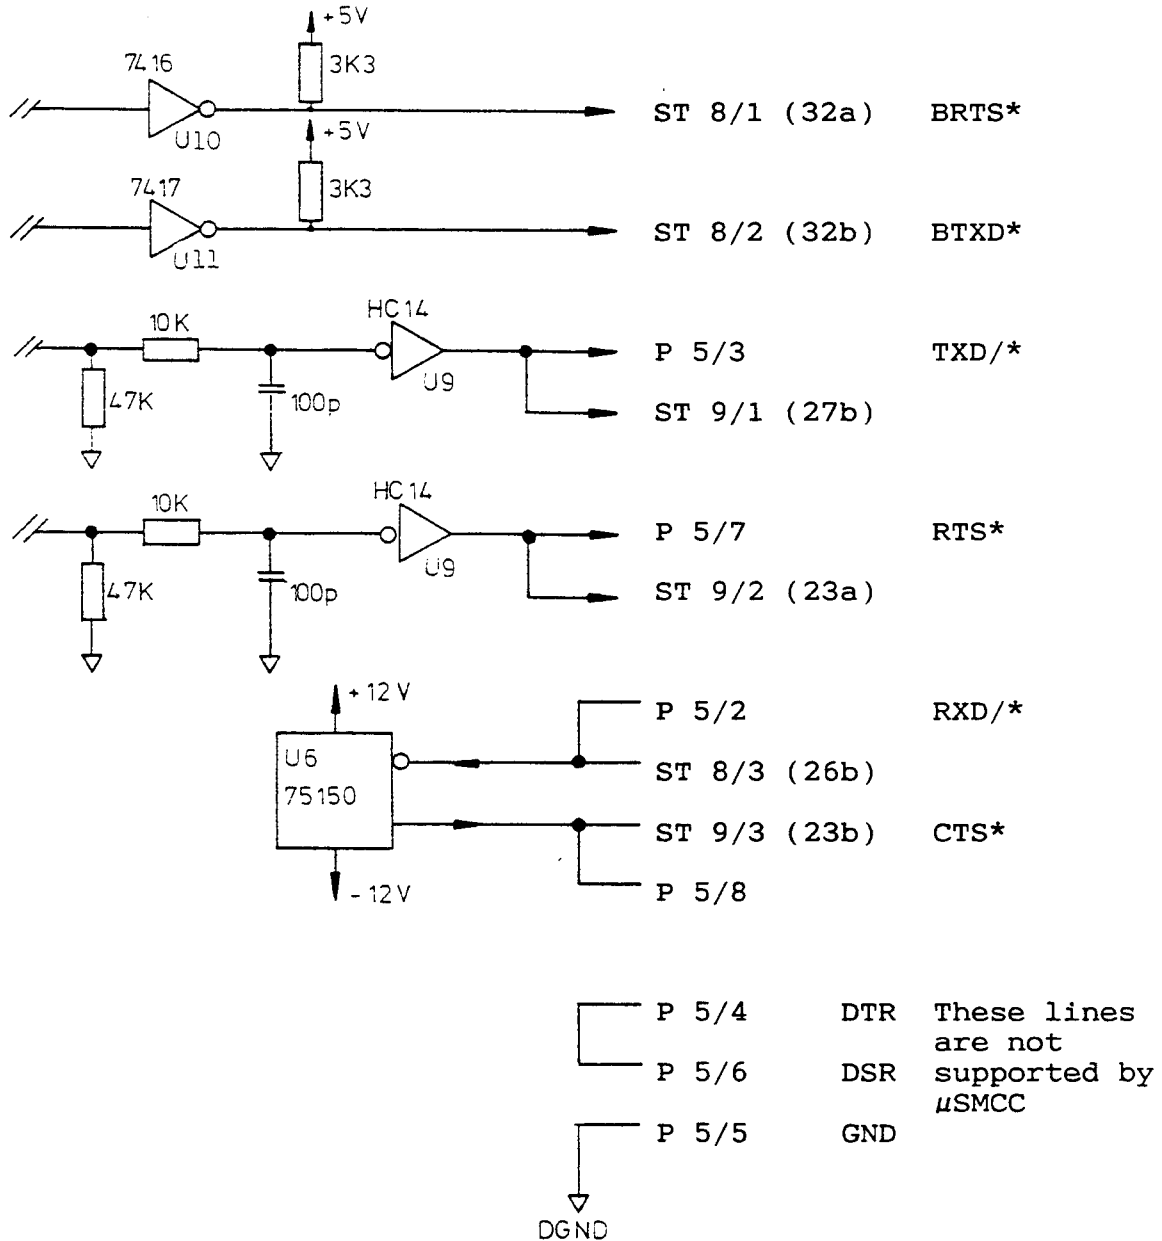 +5V
7416
3K3
ST 8/1 (32a) BRTS*
U10
+5V
7417
3K3
ST 8/2 (32b) BTXD*
U11
HC14
10K
P 5/3 TXD/*
U9
47K
100p
ST 9/1 (27b)
HC14
10K
P 5/7 RTS*
U9
47K
100p
ST 9/2 (23a)
+12V
P 5/2 RXD/*
U6
ST 8/3 (26b)
75150
ST 9/3 (23b) CTS*
-12V
P 5/8
P 5/4 DTR These lines
are not
P 5/6 DSR supported by
µSMCC
P 5/5 GND
DGND